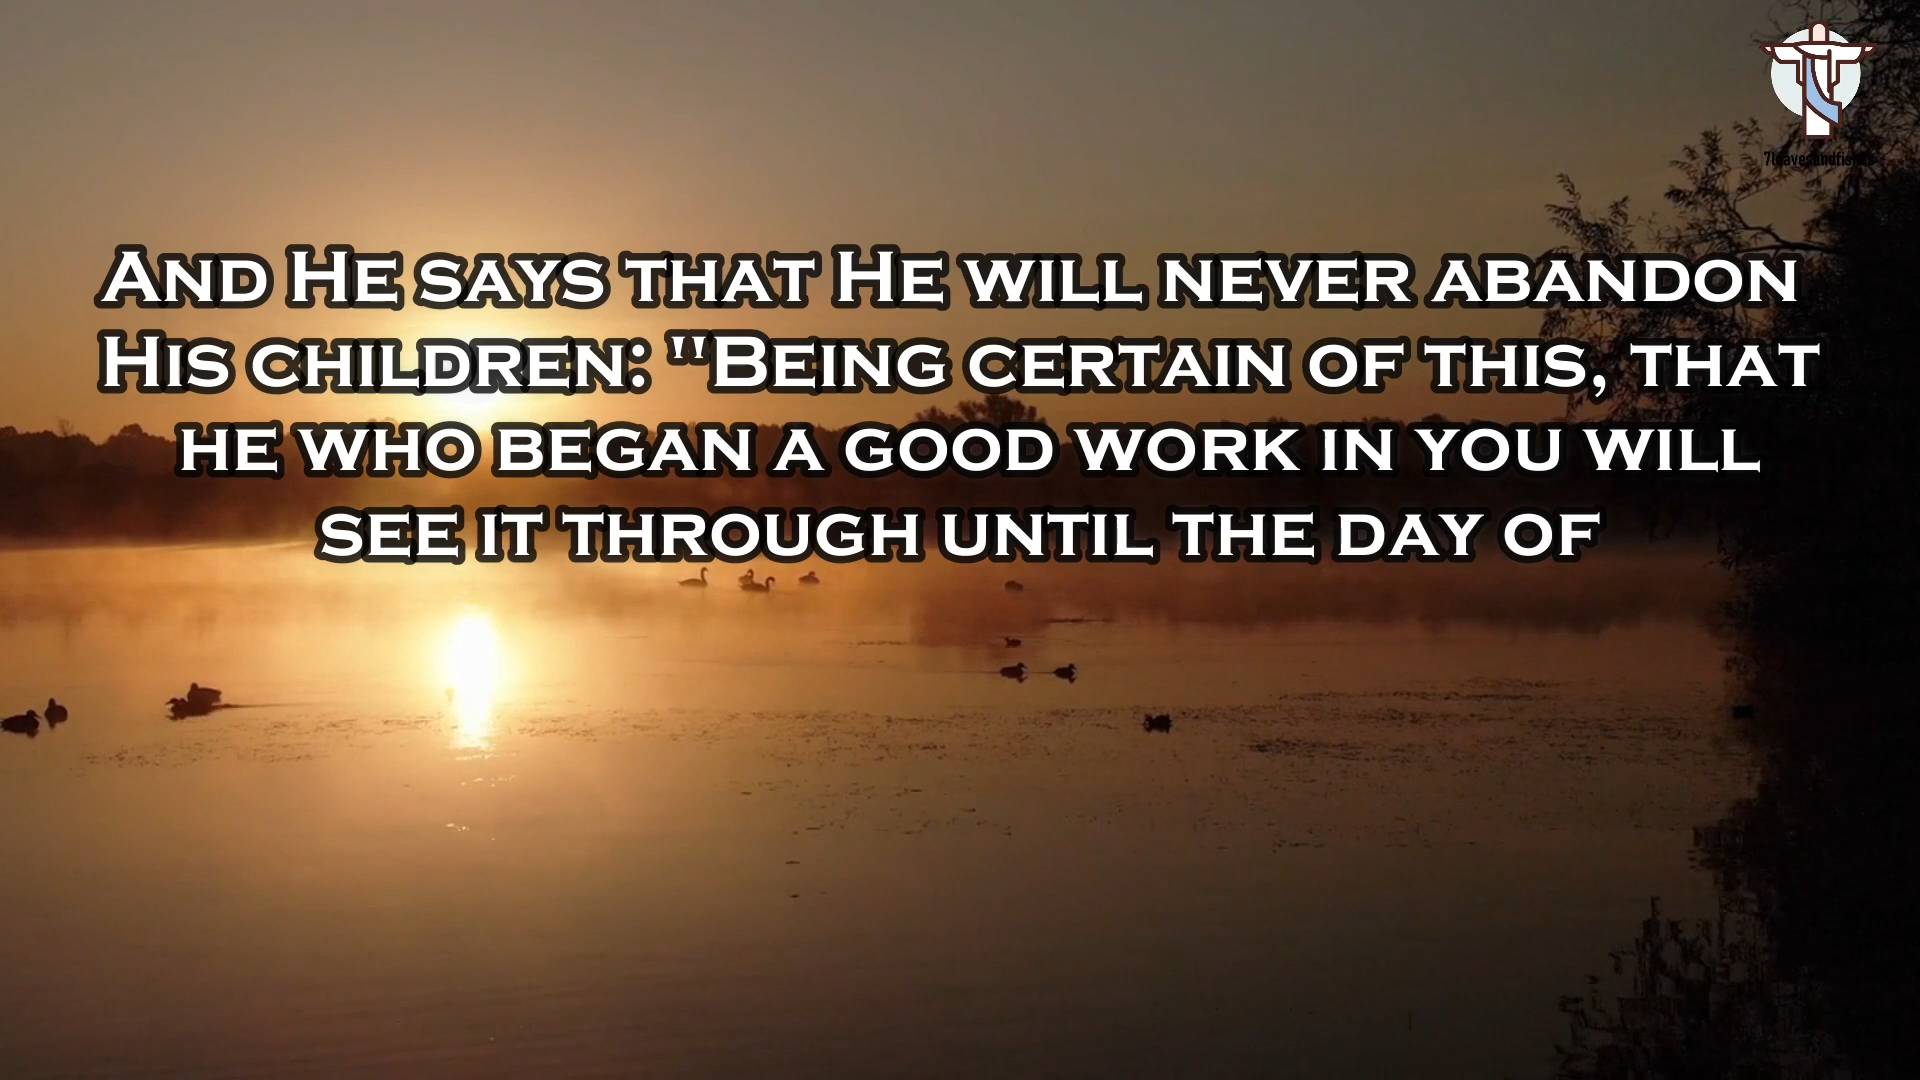 And He says that He will never abandon
His children: "Being certain of this, that
he who began a good work in you will
see it through until the day of